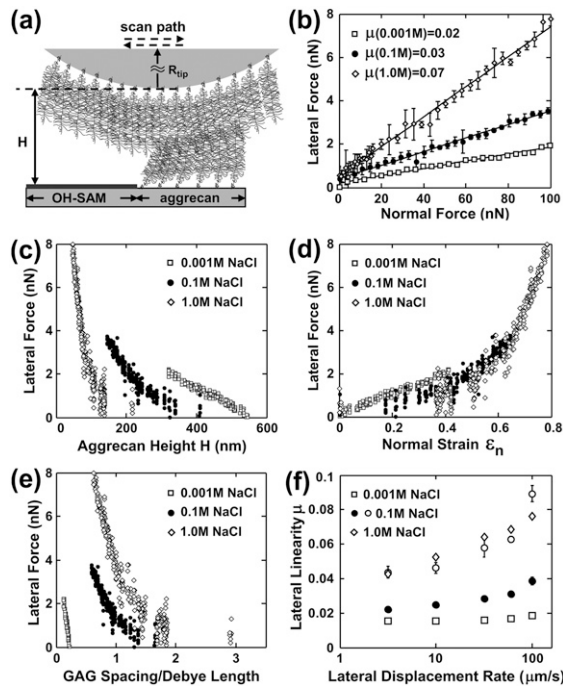 (a)
scan path
R_tip
H
OH-SAM
aggrecan
(b)
Lateral Force (nN)
8
6
4
2
0
μ(0.001M)=0.02
μ(0.1M)=0.03
μ(1.0M)=0.07
0 20 40 60 80 100
Normal Force (nN)
(c)
Lateral Force (nN)
8
6
4
2
0
0.001M NaCl
0.1M NaCl
1.0M NaCl
0 200 400 600
Aggrecan Height H (nm)
(d)
Lateral Force (nN)
8
6
4
2
0
0.001M NaCl
0.1M NaCl
1.0M NaCl
0 0.2 0.4 0.6 0.8
Normal Strain ε_n
(e)
Lateral Force (nN)
8
6
4
2
0
0.001M NaCl
0.1M NaCl
1.0M NaCl
0 1 2 3
GAG Spacing/Debye Length
(f)
Lateral Linearity μ
0.1
0.08
0.06
0.04
0.02
0
0.001M NaCl
0.1M NaCl
1.0M NaCl
1 10 100
Lateral Displacement Rate (μm/s)